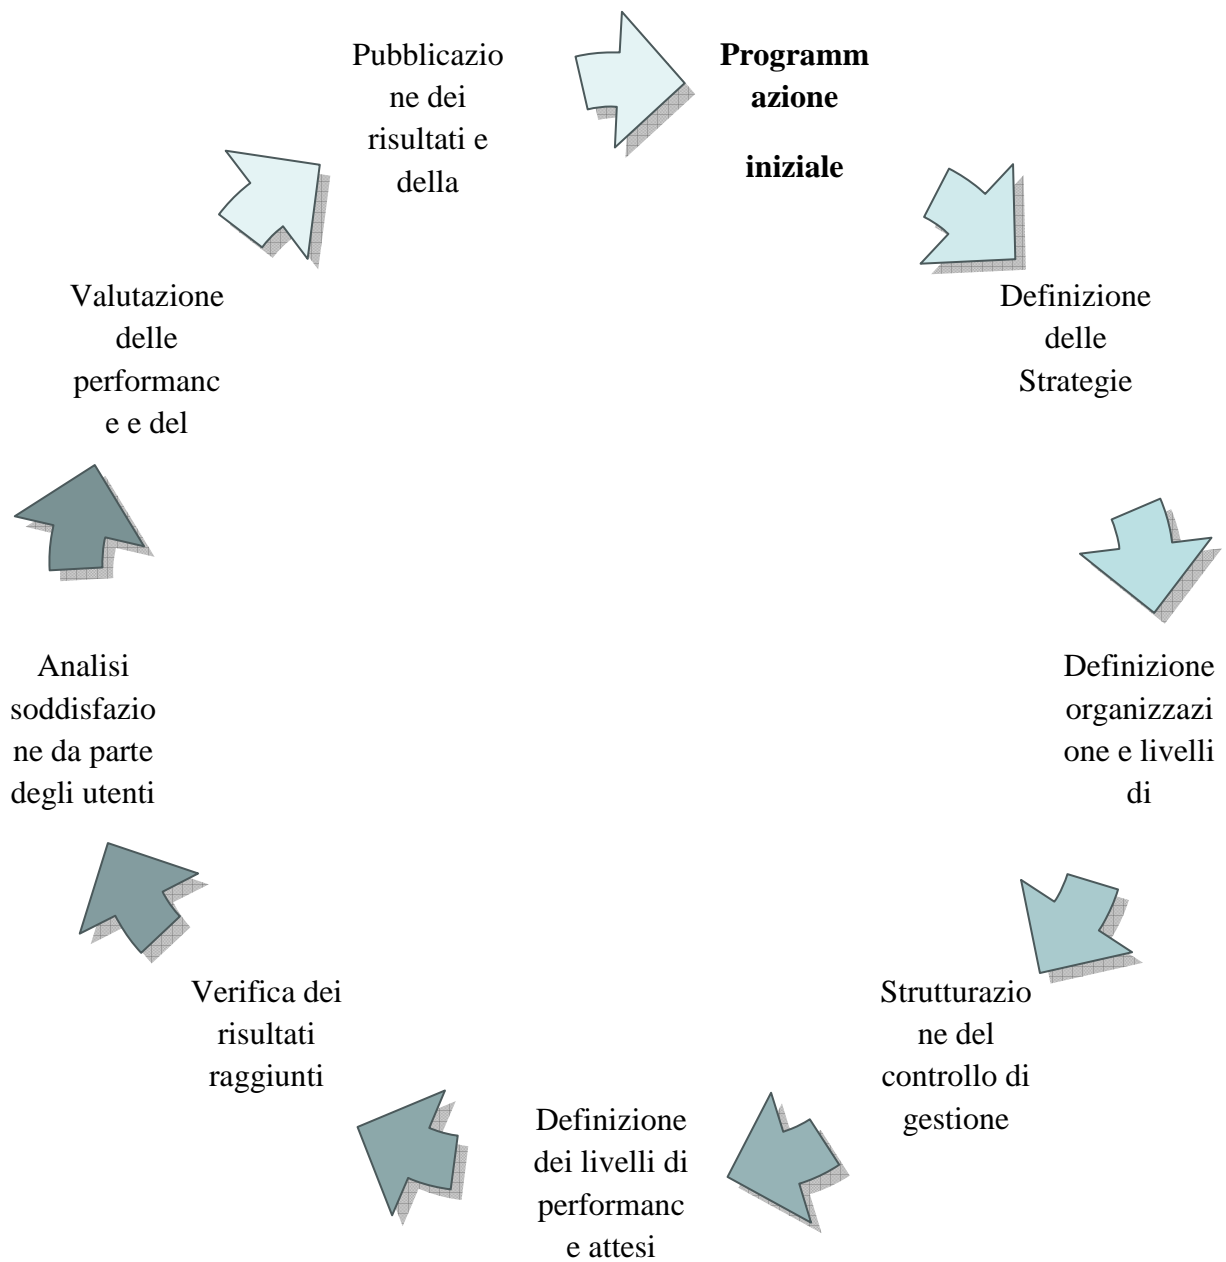 Programm
azione
iniziale
Definizione
delle
Strategie
Definizione
organizzazi
one e livelli
di
Strutturazio
ne del
controllo di
gestione
Definizione
dei livelli di
performanc
e attesi
Verifica dei
risultati
raggiunti
Analisi
soddisfazio
ne da parte
degli utenti
Valutazione
delle
performanc
e e del
Pubblicazio
ne dei
risultati e
della